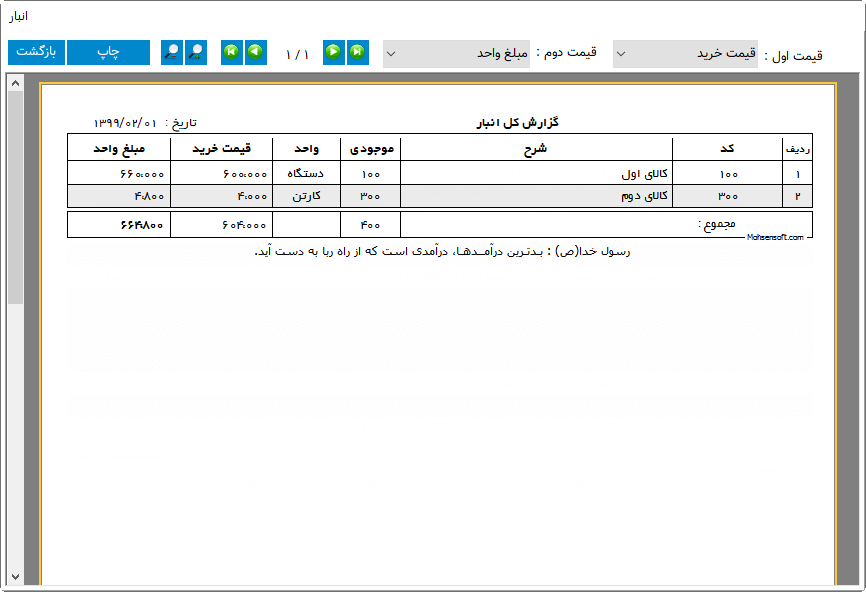 انبار
قیمت اول : قیمت خرید قیمت دوم : مبلغ واحد ۱ / ۱ چاپ بازگشت
گزارش کل انبار تاریخ : ۱۳۹۹/۰۲/۰۱
ردیف کد شرح موجودی واحد قیمت خرید مبلغ واحد
۱ ۱۰۰ کالای اول ۱۰۰ دستگاه ۶۰۰،۰۰۰ ۶۶۰،۰۰۰
۲ ۳۰۰ کالای دوم ۳۰۰ کارتن ۴،۰۰۰ ۴،۸۰۰
مجموع : ۴۰۰ ۶۰۴،۰۰۰ ۶۶۴،۸۰۰
Mohsensoft.com
رسول خدا(ص) : بدترین درآمـدهـا، درآمدی است که از راه ربا به دست آید.